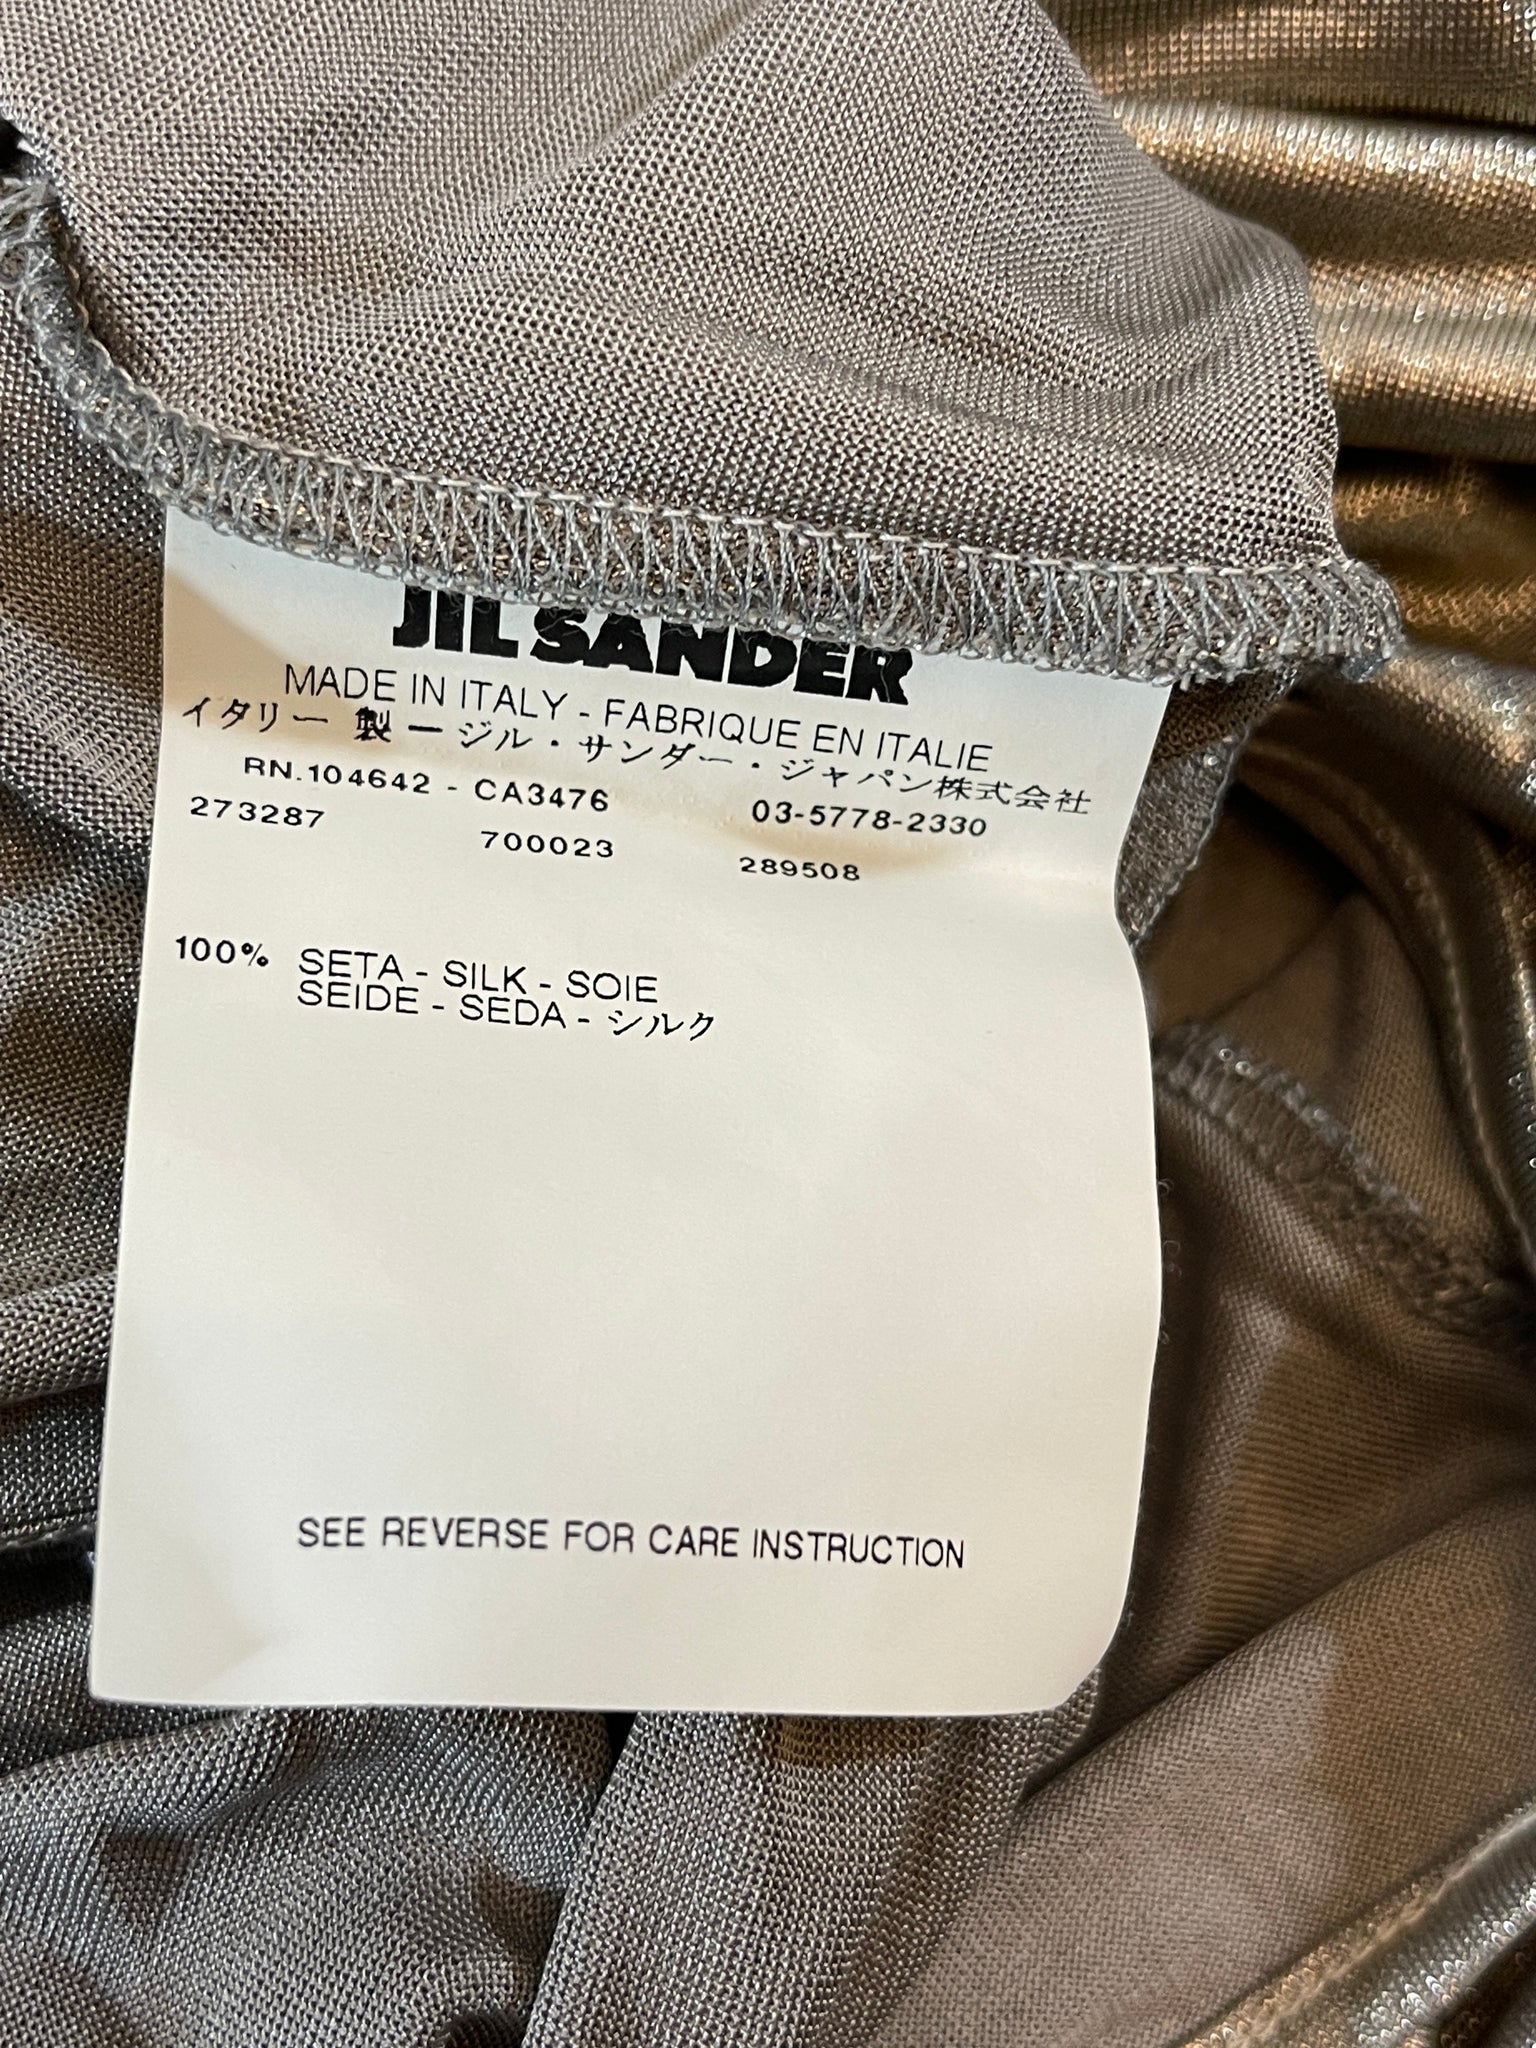 JIL SANDER
MADE IN ITALY - FABRIQUE EN ITALIE
イタリー 製 ー ジル・サンダー・ジャパン株式会社
RN.104642 - CA3476 03-5778-2330
273287 700023 289508
100% SETA - SILK - SOIE
SEIDE - SEDA - シルク
SEE REVERSE FOR CARE INSTRUCTION